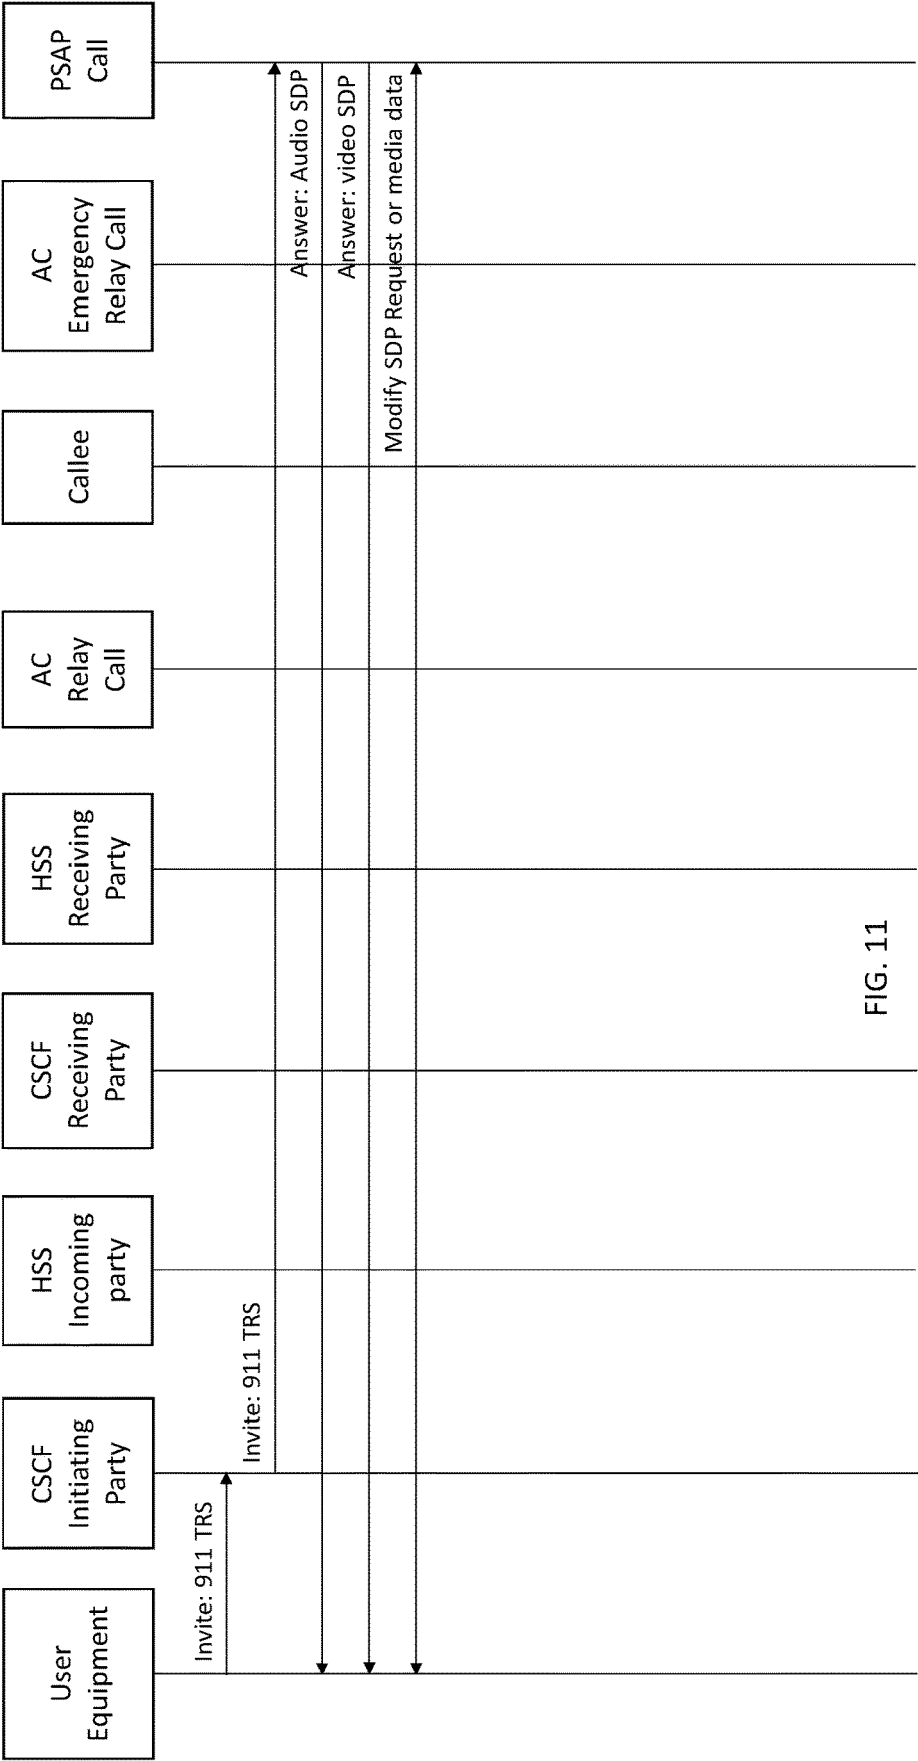 User
Equipment
CSCF
Initiating
Party
HSS
Incoming
party
CSCF
Receiving
Party
HSS
Receiving
Party
AC
Relay
Call
Callee
AC
Emergency
Relay Call
PSAP
Call
Invite: 911 TRS
Invite: 911 TRS
Answer: Audio SDP
Answer: video SDP
Modify SDP Request or media data
FIG. 11